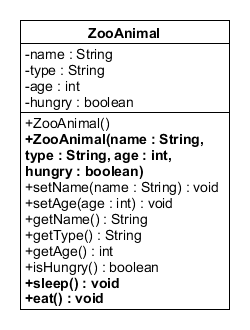 ZooAnimal
-name : String
-type : String
-age : int
-hungry : boolean
+ZooAnimal()
+ZooAnimal(name : String,
type : String, age : int,
hungry : boolean)
+setName(name : String) : void
+setAge(age : int) : void
+getName() : String
+getType() : String
+getAge() : int
+isHungry() : boolean
+sleep() : void
+eat() : void